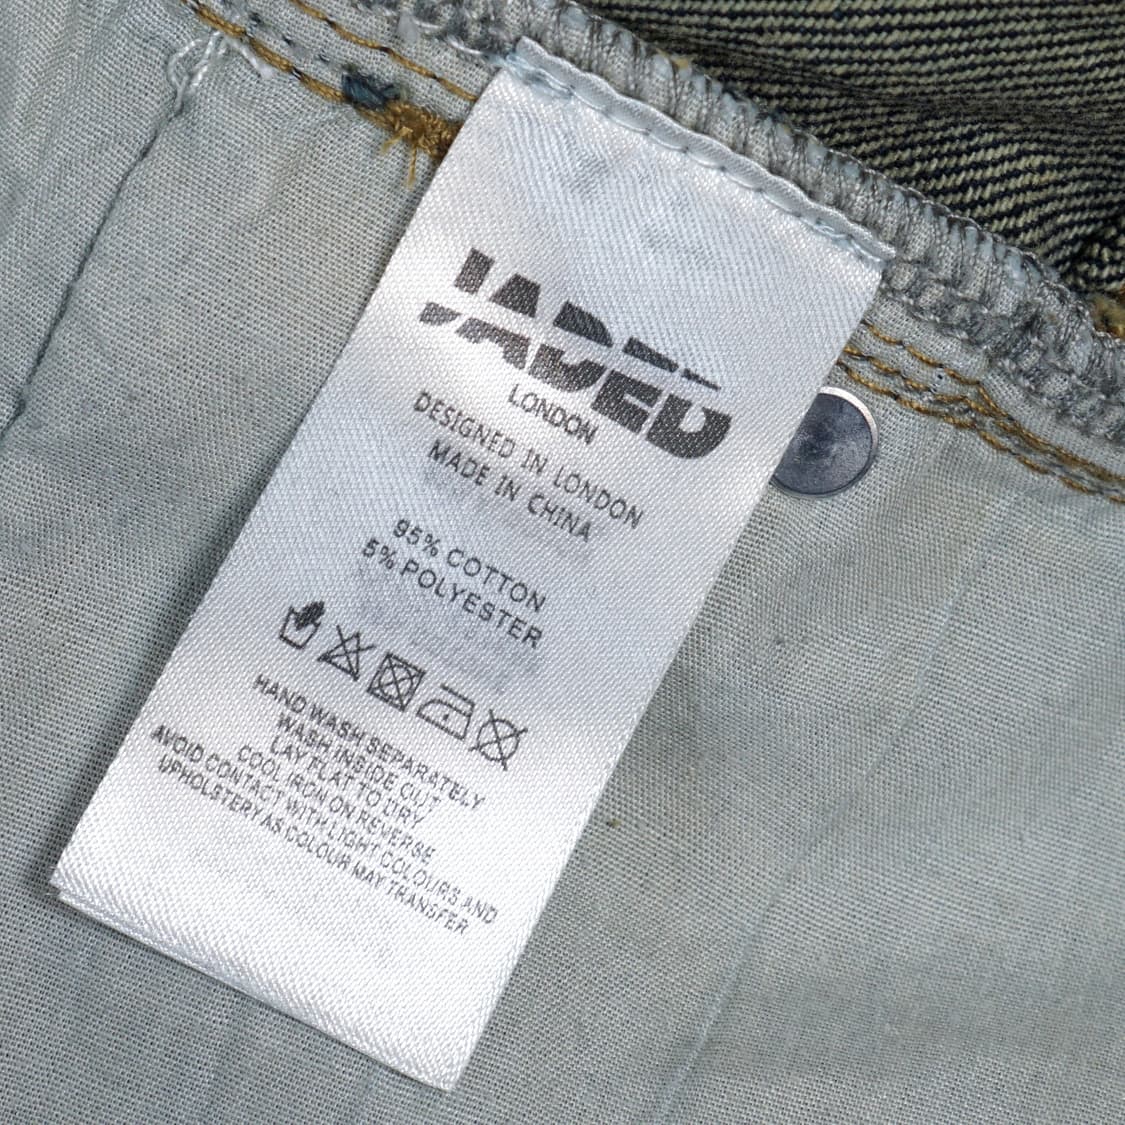 JADED
LONDON
DESIGNED IN LONDON
MADE IN CHINA
95% COTTON
5% POLYESTER
HAND WASH SEPARATELY
WASH INSIDE OUT
LAY FLAT TO DRY
COOL IRON ON REVERSE
AVOID CONTACT WITH LIGHT COLOURS AND
UPHOLSTERY AS COLOUR MAY TRANSFER